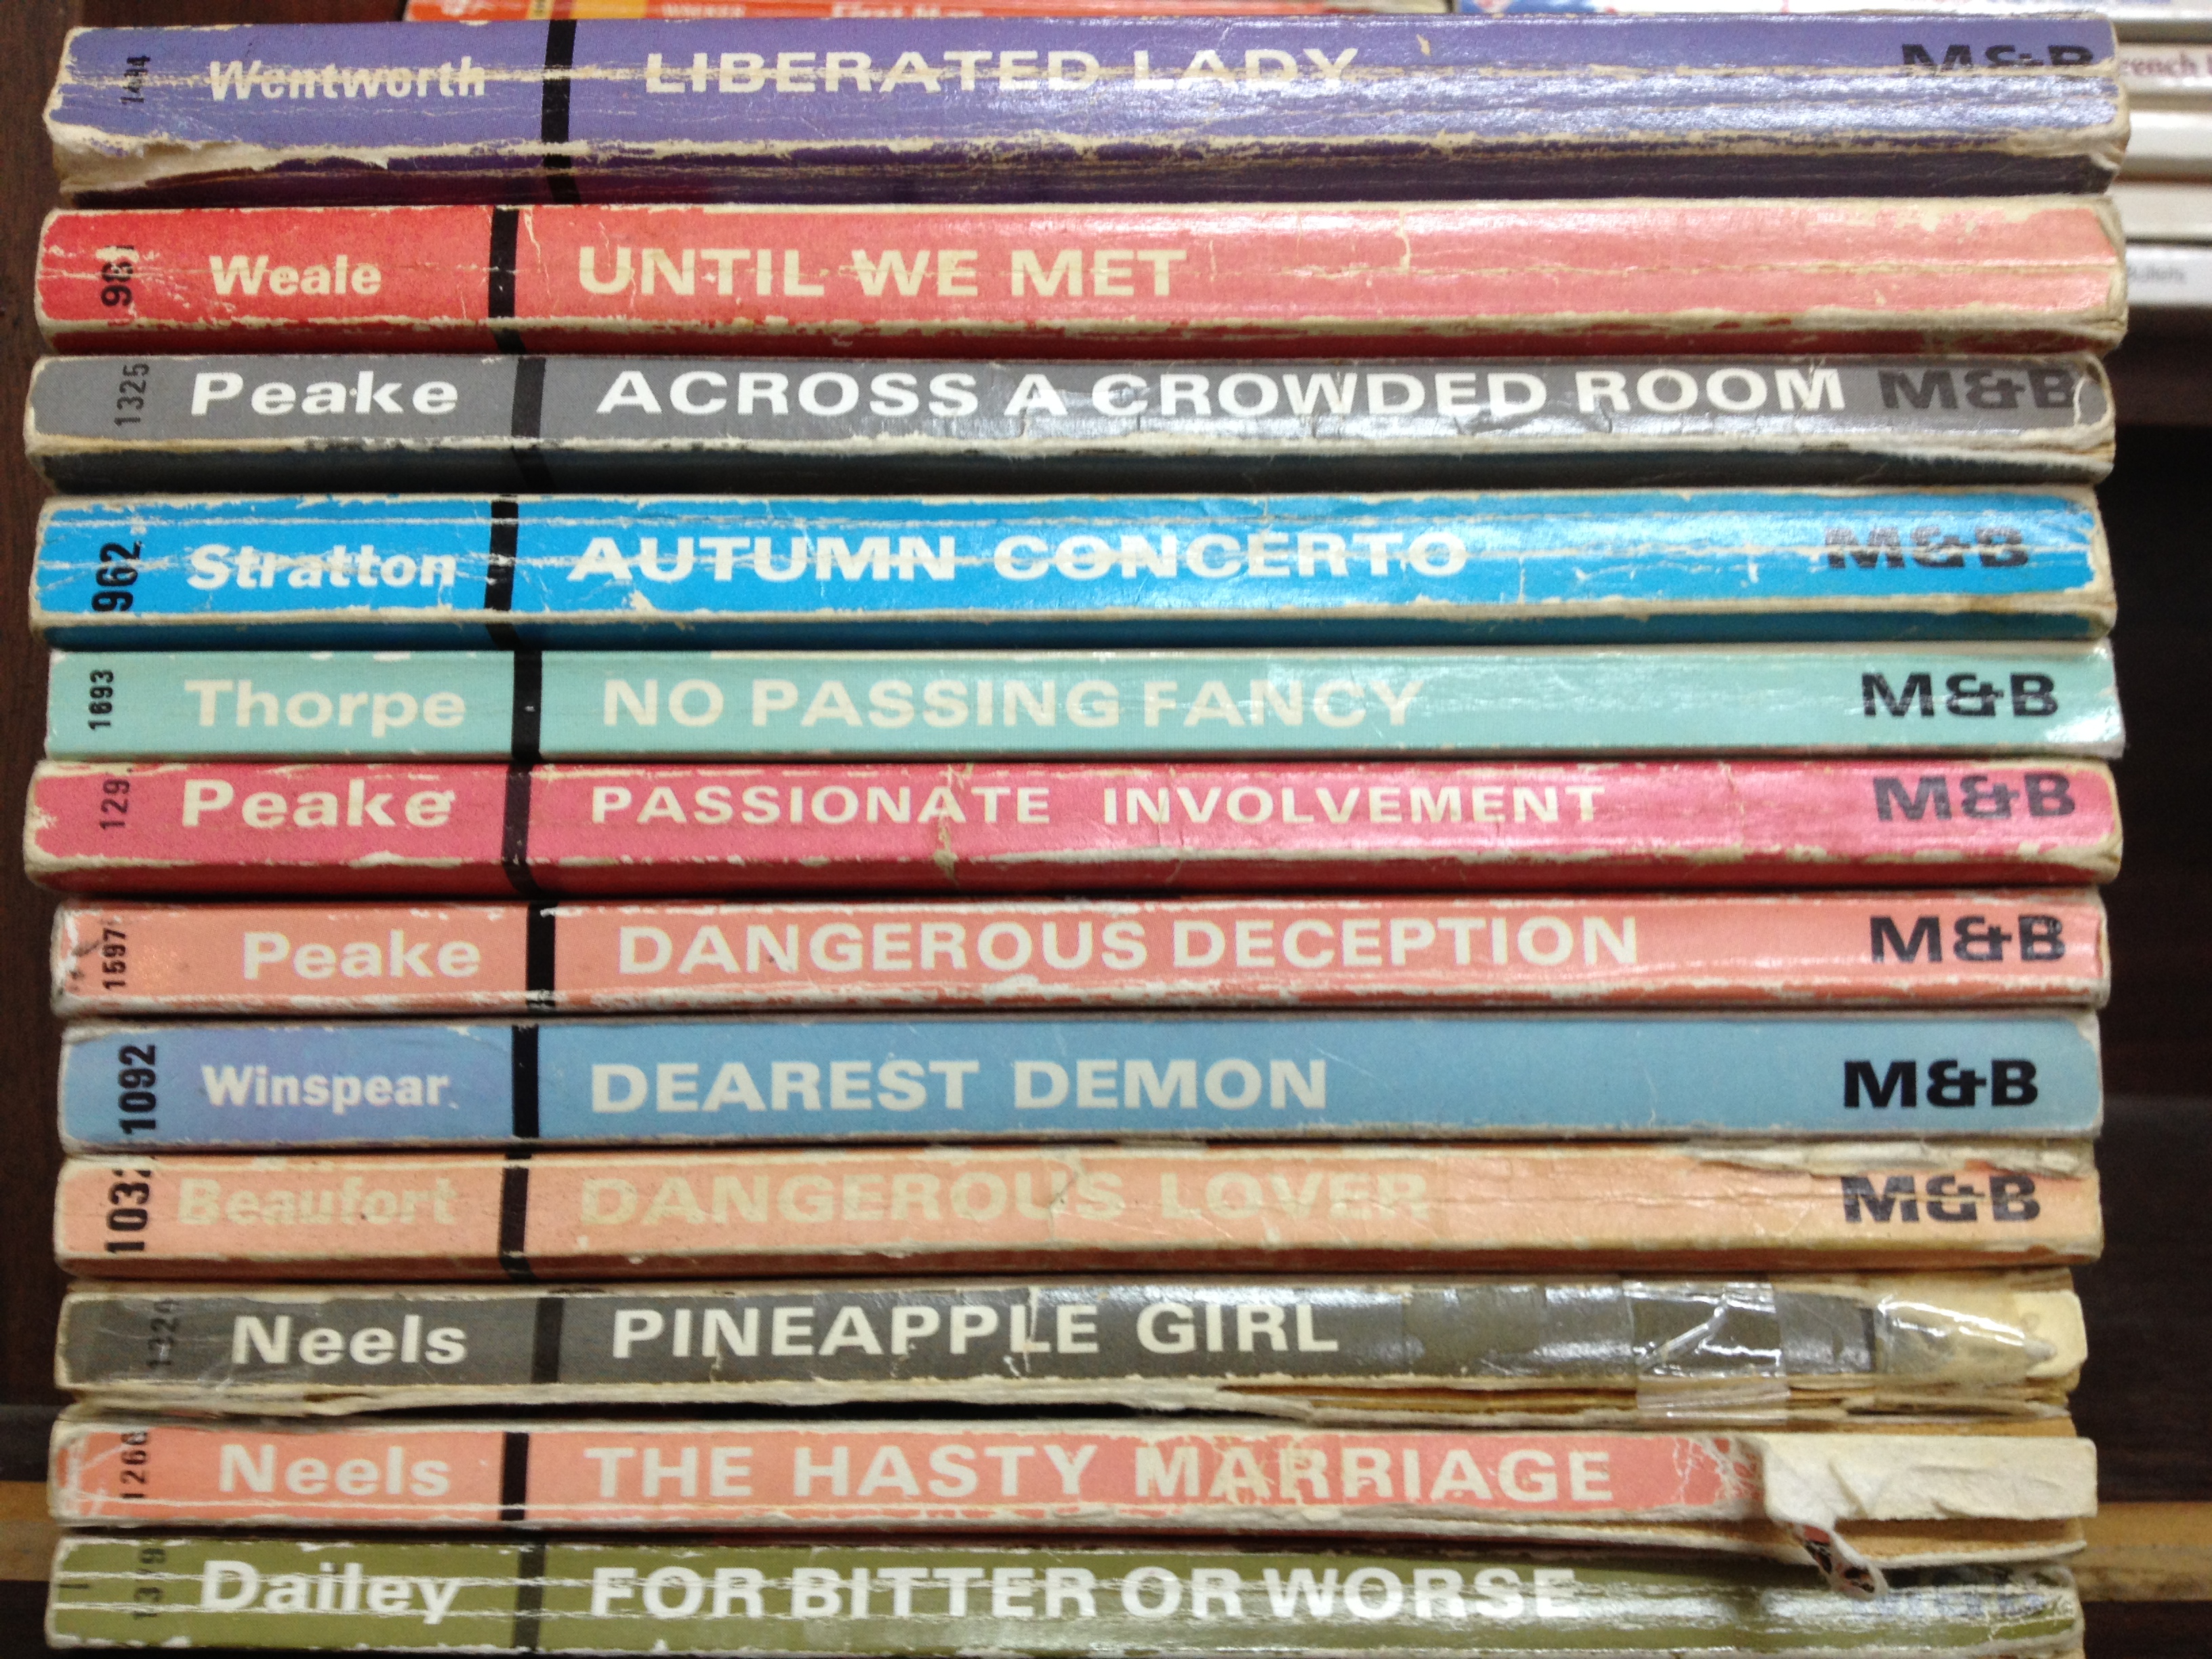 Wentworth LIBERATED LADY M&B
961 Weale UNTIL WE MET
1325 Peake ACROSS A CROWDED ROOM M&B
962 Stratton AUTUMN CONCERTO M&B
1693 Thorpe NO PASSING FANCY M&B
129 Peake PASSIONATE INVOLVEMENT M&B
1597 Peake DANGEROUS DECEPTION M&B
1092 Winspear DEAREST DEMON M&B
Beaufort DANGEROUS LOVER M&B
Neels PINEAPPLE GIRL
1266 Neels THE HASTY MARRIAGE
Dailey FOR BITTER OR WORSE